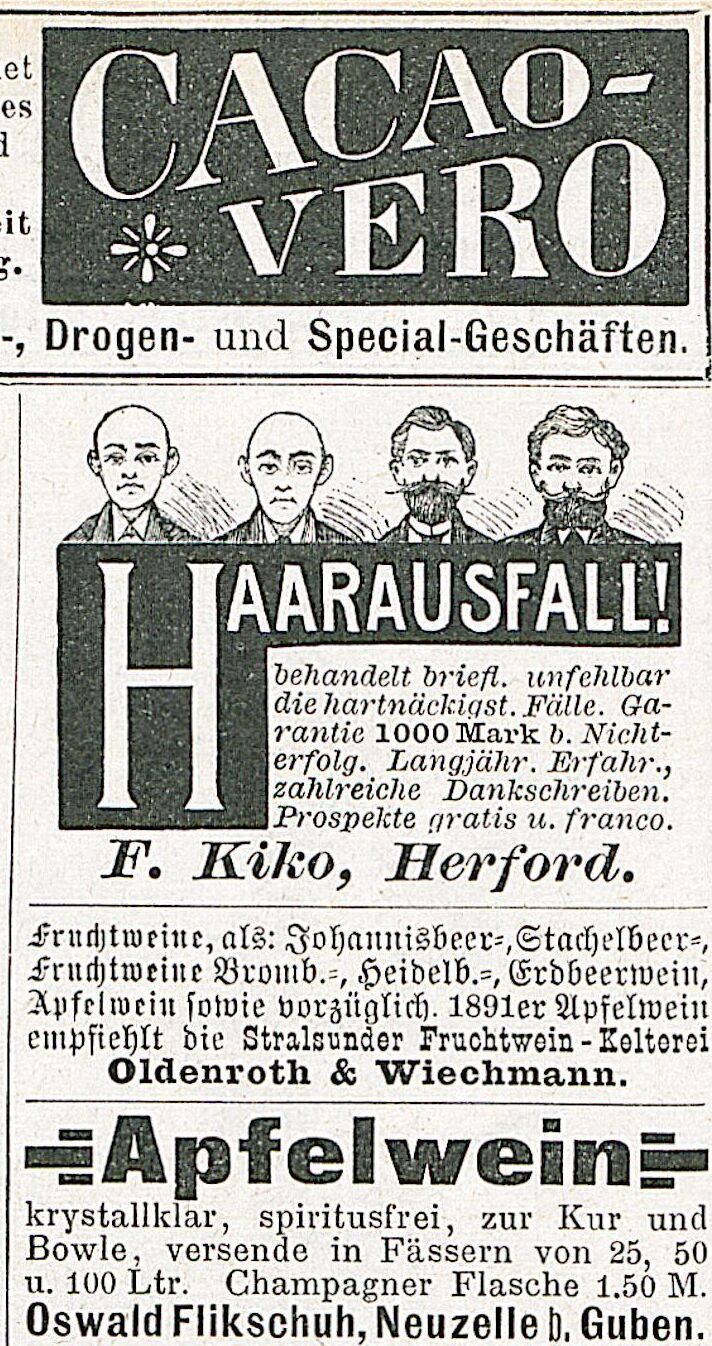 et
es
d
eit
g.
CACAO-
VERO
-, Drogen- und Special-Geschäften.
HAARAUSFALL!
behandelt briefl. unfehlbar
die hartnäckigst. Fälle. Ga-
rantie 1000 Mark b. Nicht-
erfolg. Langjähr. Erfahr.,
zahlreiche Dankschreiben.
Prospekte gratis u. franco.
F. Kiko, Herford.
Fruchtweine, als: Johannisbeer-, Stachelbeer-,
Fruchtweine Bromb.-, Heidelb.-, Erdbeerwein,
Apfelwein sowie vorzüglich. 1891er Apfelwein
empfiehlt die Stralsunder Fruchtwein-Kelterei
Oldenroth & Wiechmann.
Apfelwein
krystallklar, spiritusfrei, zur Kur und
Bowle, versende in Fässern von 25, 50
u. 100 Ltr. Champagner Flasche 1.50 M.
Oswald Flikschuh, Neuzelle b. Guben.